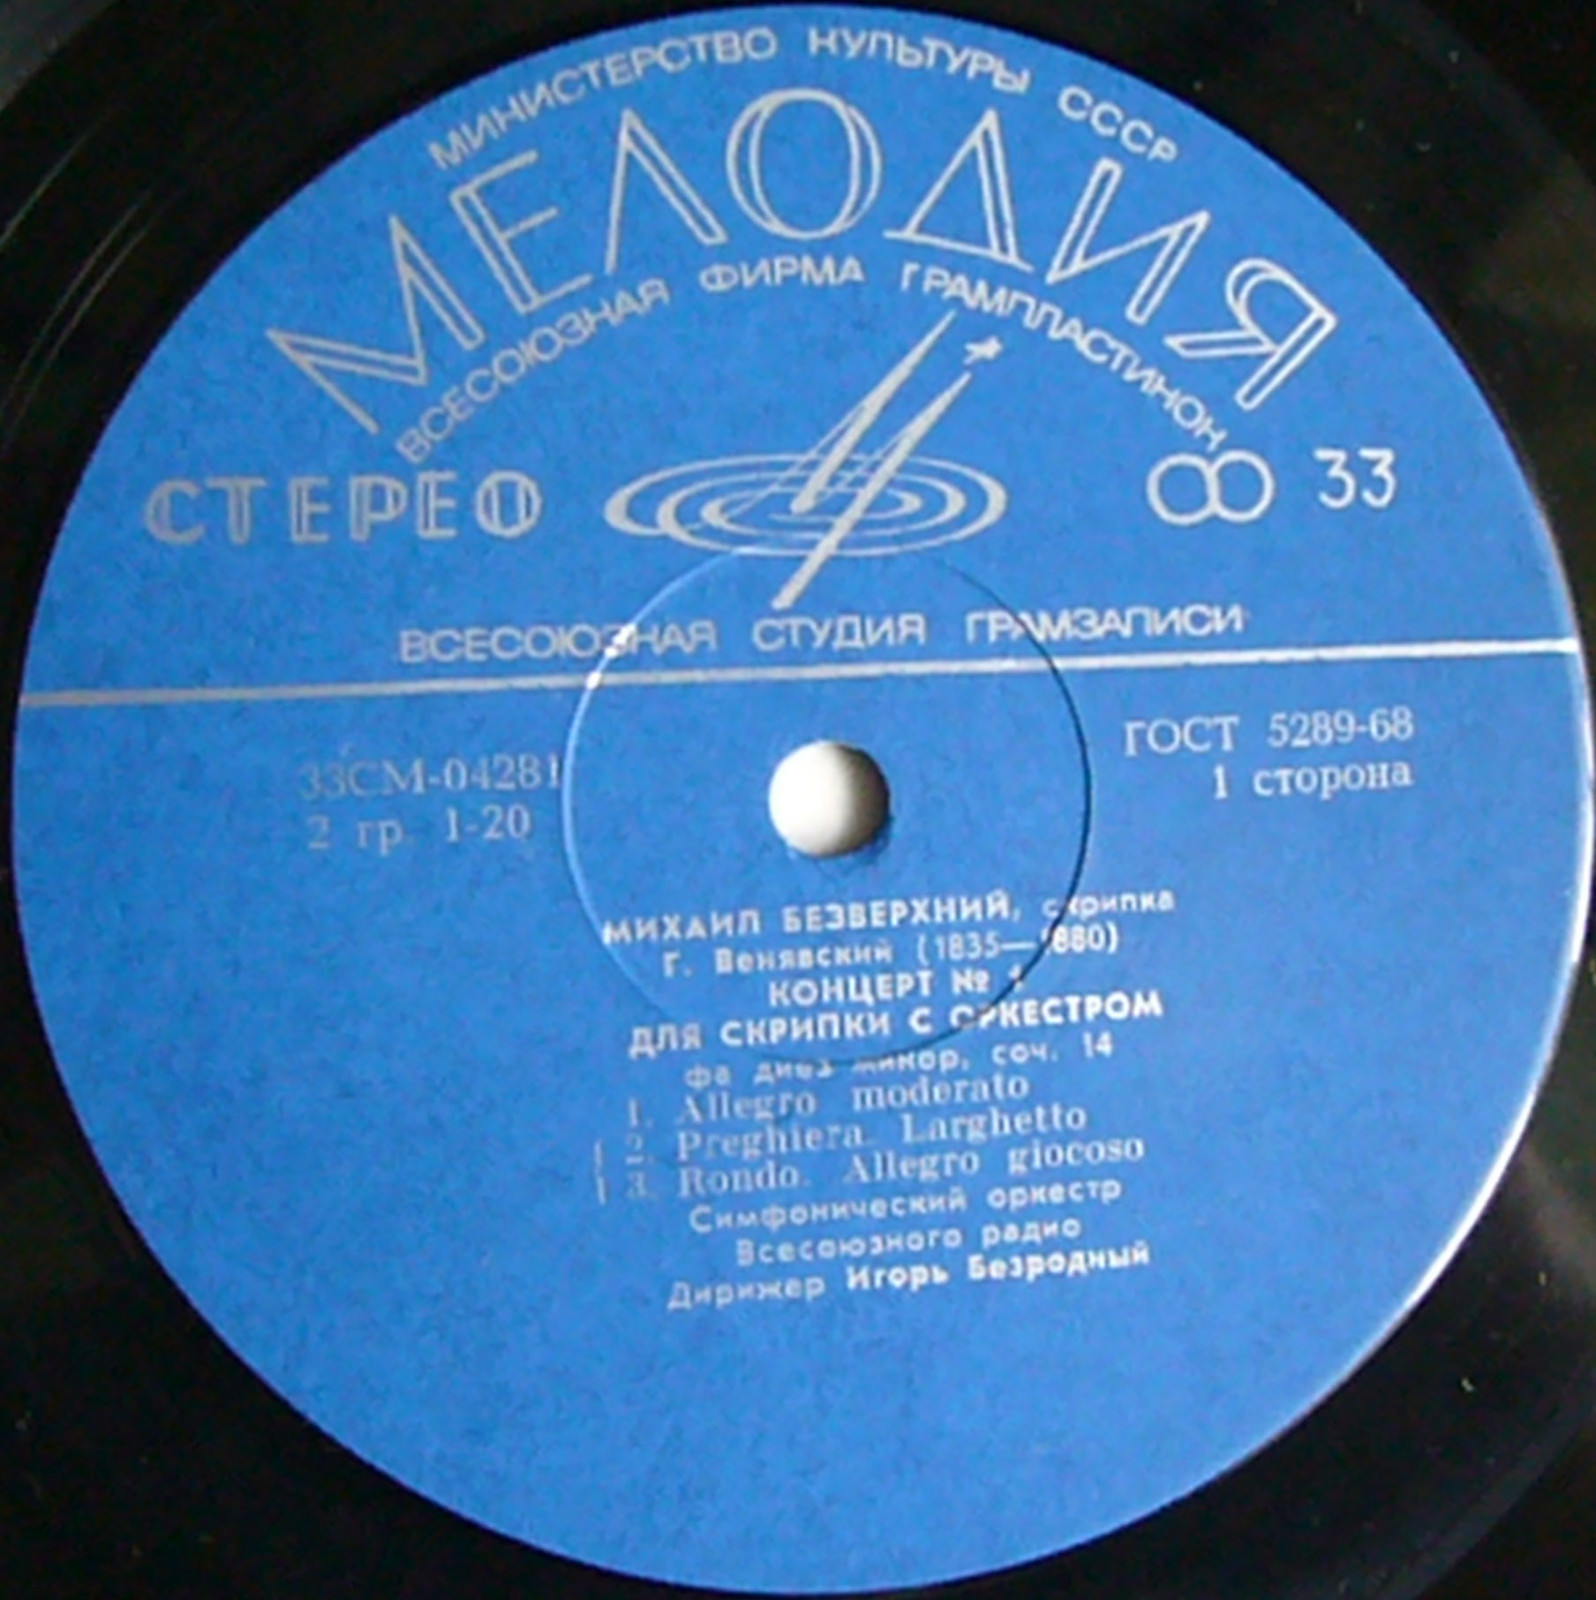 МИНИСТЕРСТВО КУЛЬТУРЫ СССР
МЕЛОДИЯ
ВСЕСОЮЗНАЯ ФИРМА ГРАМПЛАСТИНОК
СТЕРЕО
33
ВСЕСОЮЗНАЯ СТУДИЯ ГРАМЗАПИСИ
33СМ-04281
2 гр. 1-20
ГОСТ 5289-68
1 сторона
МИХАИЛ БЕЗВЕРХНИЙ, скрипка
Г. Венявский (1835—1880)
КОНЦЕРТ № 1
ДЛЯ СКРИПКИ С ОРКЕСТРОМ
фа диез минор, соч. 14
1. Allegro moderato
2. Preghiera. Larghetto
3. Rondo. Allegro giocoso
Симфонический оркестр
Всесоюзного радио
Дирижер Игорь Безродный